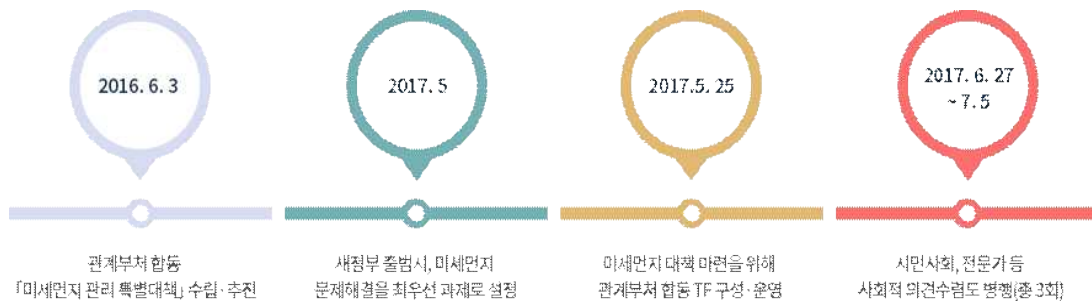 2016. 6. 3
관계부처 합동
「미세먼지 관리 특별대책」 수립·추진
2017. 5
새정부 출범시, 미세먼지
문제해결을 최우선 과제로 설정
2017.5. 25
미세먼지 대책 마련을 위해
관계부처 합동 TF 구성·운영
2017. 6. 27
~ 7. 5
시민사회, 전문가 등
사회적 의견수렴도 병행(총 3회)